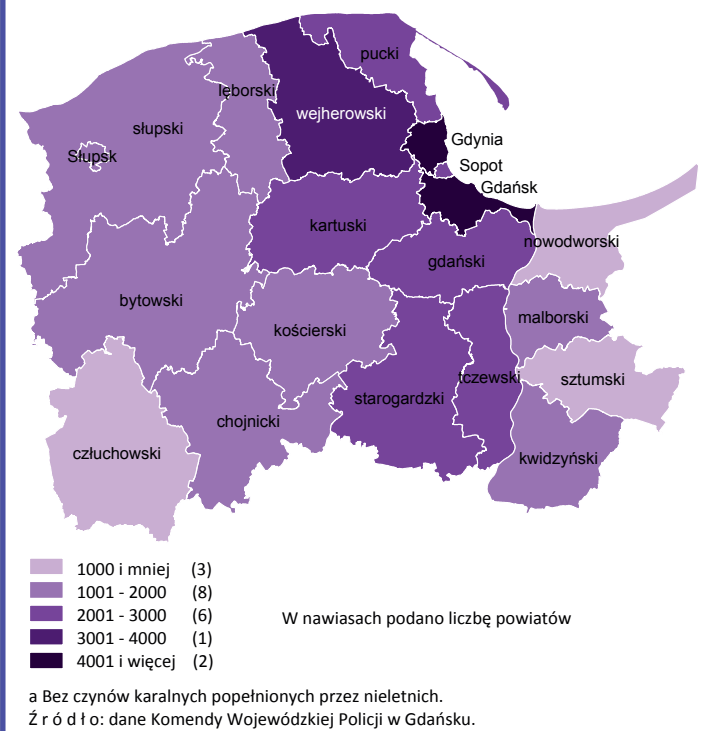 pucki
lęborski
wejherowski
słupski
Gdynia
Słupsk
Sopot
Gdańsk
kartuski
nowodworski
gdański
bytowski
malborski
kościerski
tczewski
sztumski
starogardzki
chojnicki
człuchowski
kwidzyński
1000 i mniej (3)
1001 - 2000 (8)
2001 - 3000 (6)
W nawiasach podano liczbę powiatów
3001 - 4000 (1)
4001 i więcej (2)
a Bez czynów karalnych popełnionych przez nieletnich.
Ź r ó d ł o: dane Komendy Wojewódzkiej Policji w Gdańsku.